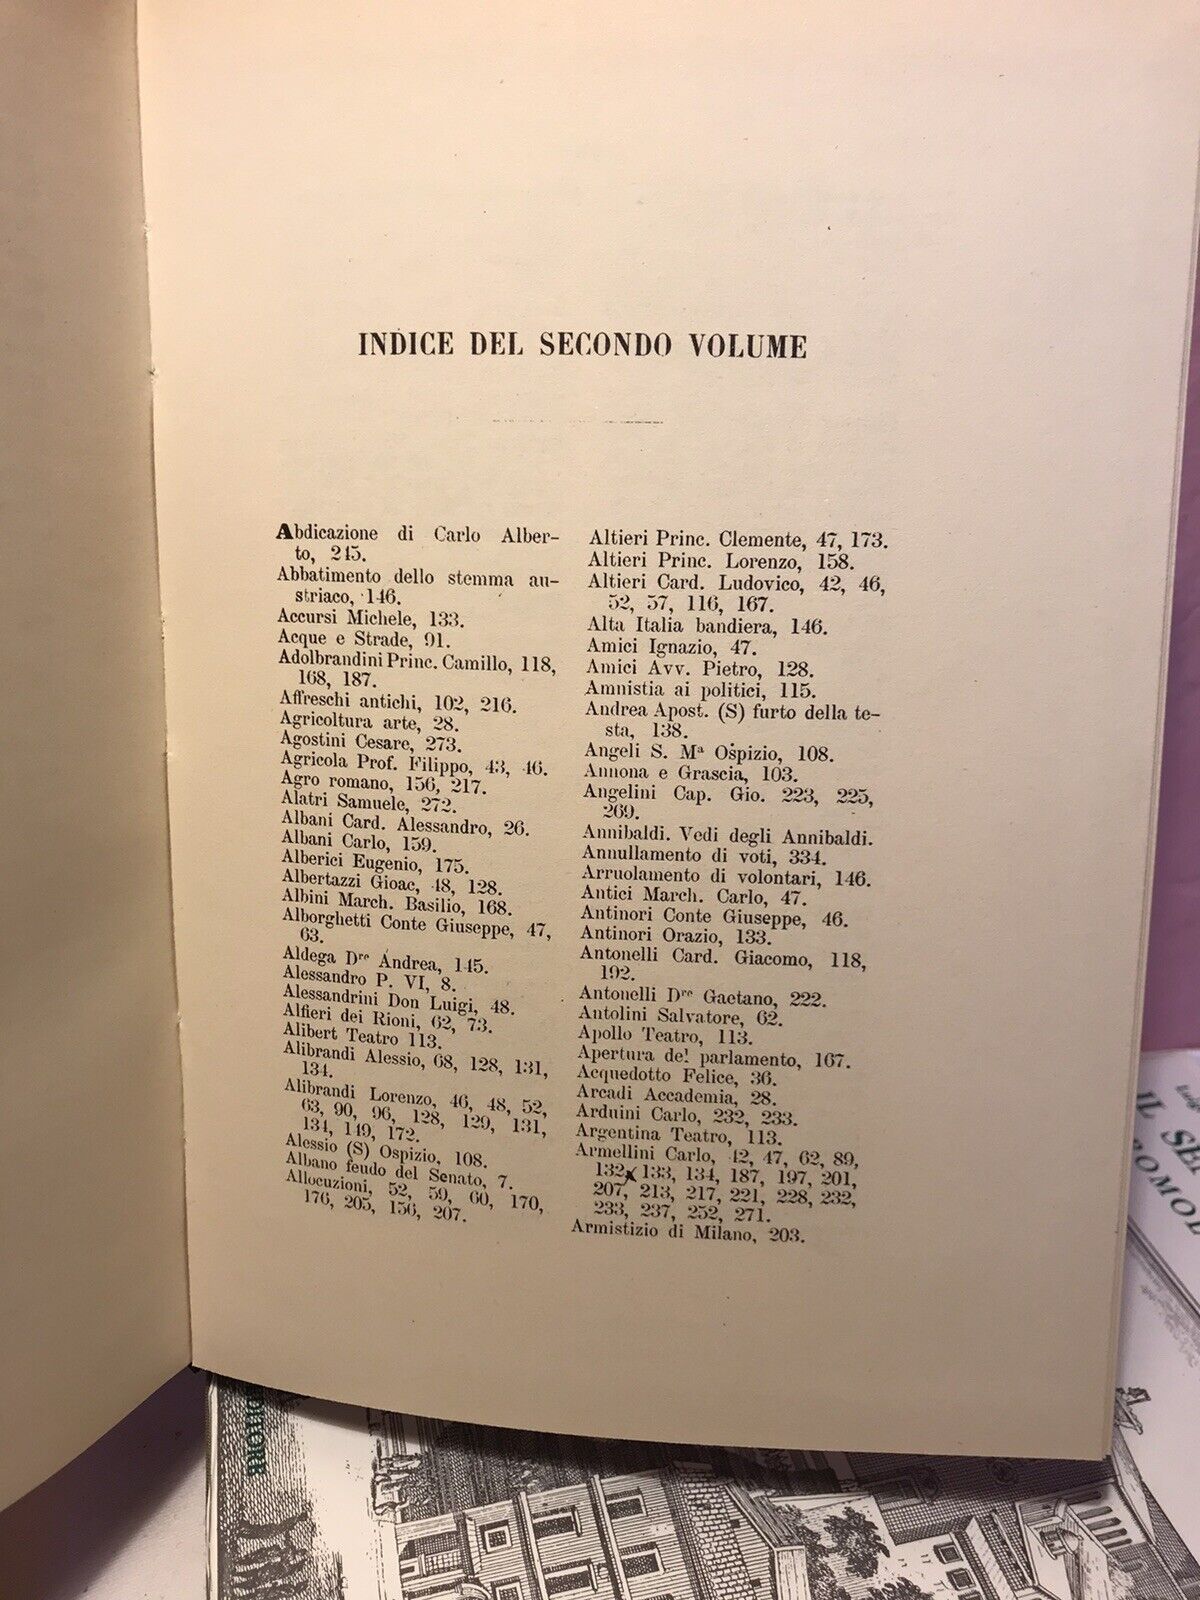 INDICE DEL SECONDO VOLUME
Abdicazione di Carlo Alber-
to, 245.
Abbatimento dello stemma au-
striaco, 146.
Accursi Michele, 133.
Acque e Strade, 91.
Adolbrandini Princ. Camillo, 118,
168, 187.
Affreschi antichi, 102, 216.
Agricoltura arte, 28.
Agostini Cesare, 273.
Agricola Prof. Filippo, 43, 46.
Agro romano, 156, 217.
Alatri Samuele, 272.
Albani Card. Alessandro, 26.
Albani Carlo, 159.
Alberici Eugenio, 175.
Albertazzi Gioac, 48, 128.
Albini March. Basilio, 168.
Alborghetti Conte Giuseppe, 47,
63.
Aldega Dre Andrea, 145.
Alessandro P. VI, 8.
Alessandrini Don Luigi, 48.
Alfieri dei Rioni, 62, 73.
Alibert Teatro 113.
Alibrandi Alessio, 68, 128, 131,
134.
Alibrandi Lorenzo, 46, 48, 52,
63, 90, 96, 128, 129, 131,
134, 149, 172.
Alessio (S) Ospizio, 108.
Albano feudo del Senato, 7.
Allocuzioni, 52, 59, 60, 170,
176, 205, 156, 207.
Altieri Princ. Clemente, 47, 173.
Altieri Princ. Lorenzo, 158.
Altieri Card. Ludovico, 42, 46,
52, 57, 116, 167.
Alta Italia bandiera, 146.
Amici Ignazio, 47.
Amici Avv. Pietro, 128.
Amnistia ai politici, 115.
Andrea Apost. (S) furto della te-
sta, 138.
Angeli S. Mª Ospizio, 108.
Annona e Grascia, 103.
Angelini Cap. Gio. 223, 225,
269.
Annibaldi. Vedi degli Annibaldi.
Annullamento di voti, 334.
Arruolamento di volontari, 146.
Antici March. Carlo, 47.
Antinori Conte Giuseppe, 46.
Antinori Orazio, 133.
Antonelli Card. Giacomo, 118,
192.
Antonelli Dre Gaetano, 222.
Antolini Salvatore, 62.
Apollo Teatro, 113.
Apertura del parlamento, 167.
Acquedotto Felice, 36.
Arcadi Accademia, 28.
Arduini Carlo, 232, 233.
Argentina Teatro, 113.
Armellini Carlo, 42, 47, 62, 89,
132, 133, 134, 187, 197, 201,
207, 213, 217, 221, 228, 232,
233, 237, 252, 271.
Armistizio di Milano, 203.
IL SE
ROMOL
EDITORE